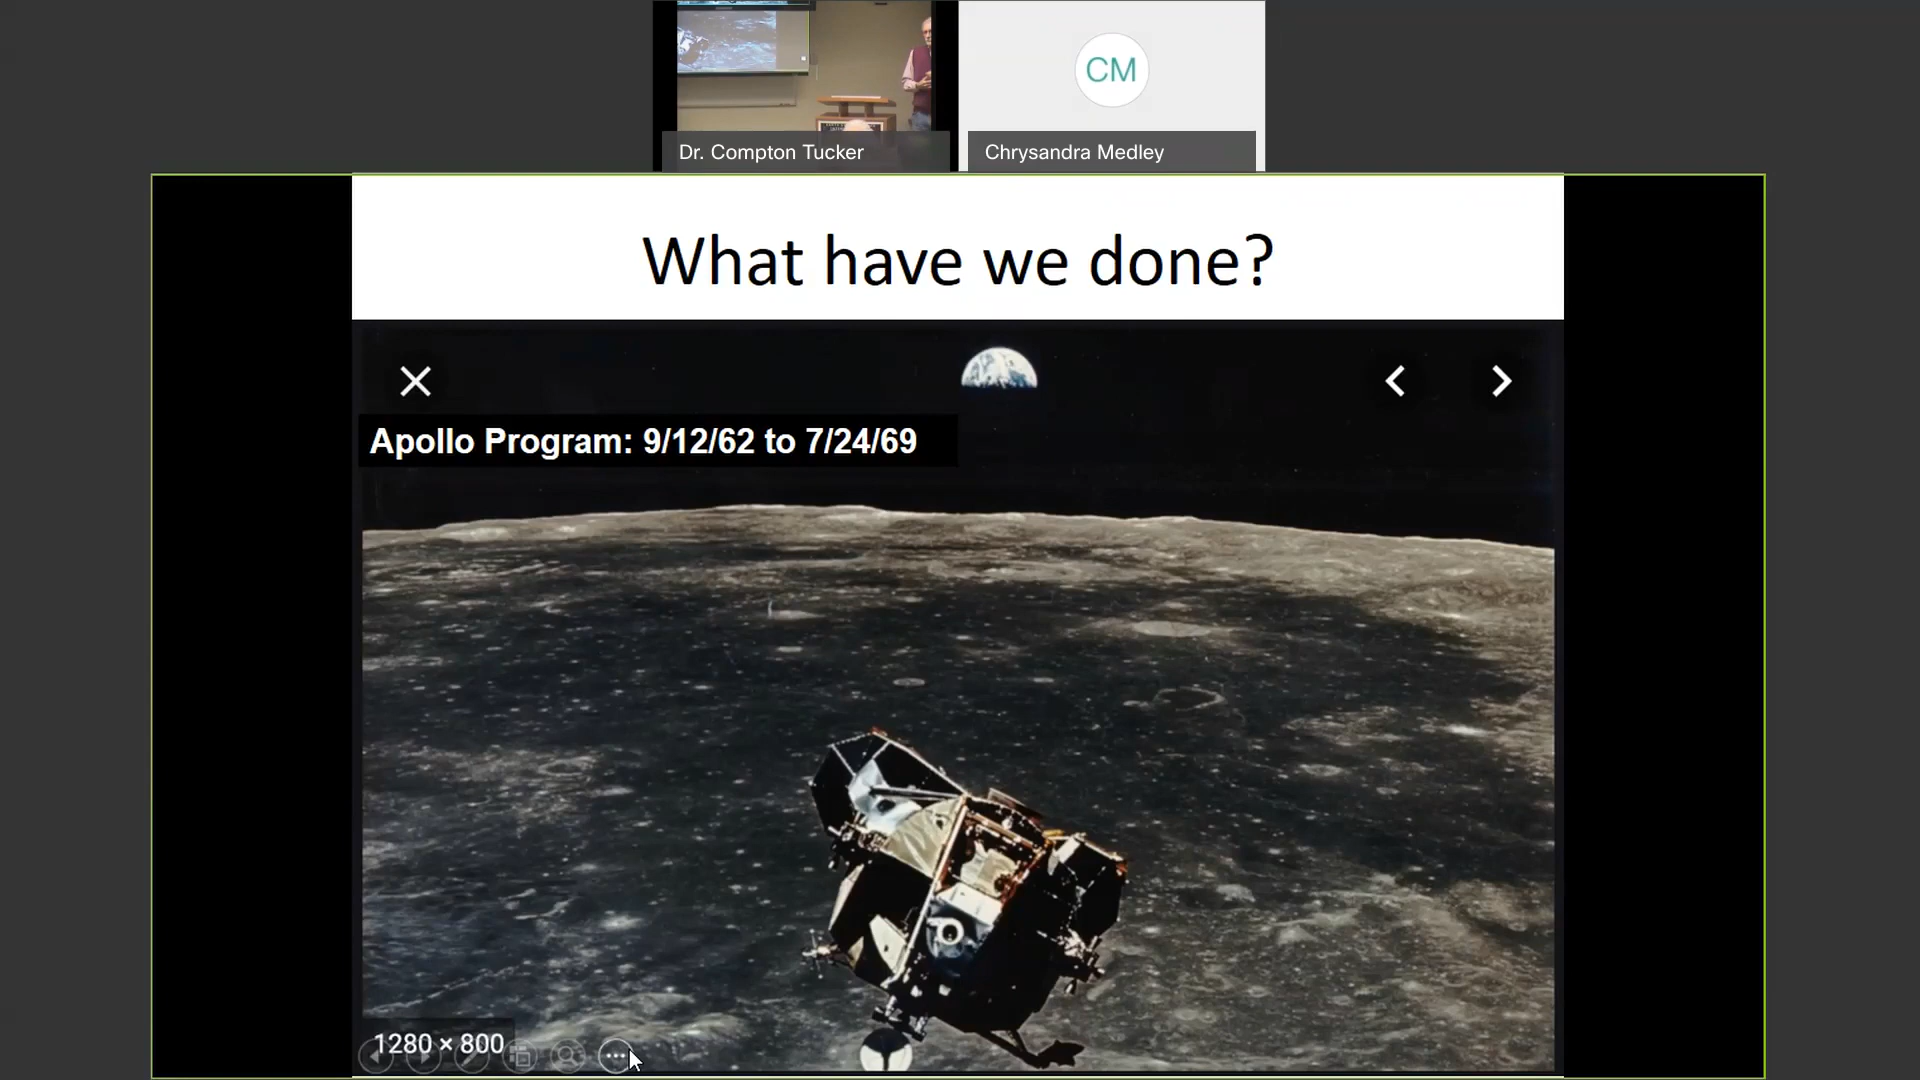 CM
Dr. Compton Tucker
Chrysandra Medley
What have we done?
Apollo Program: 9/12/62 to 7/24/69
1280 × 800